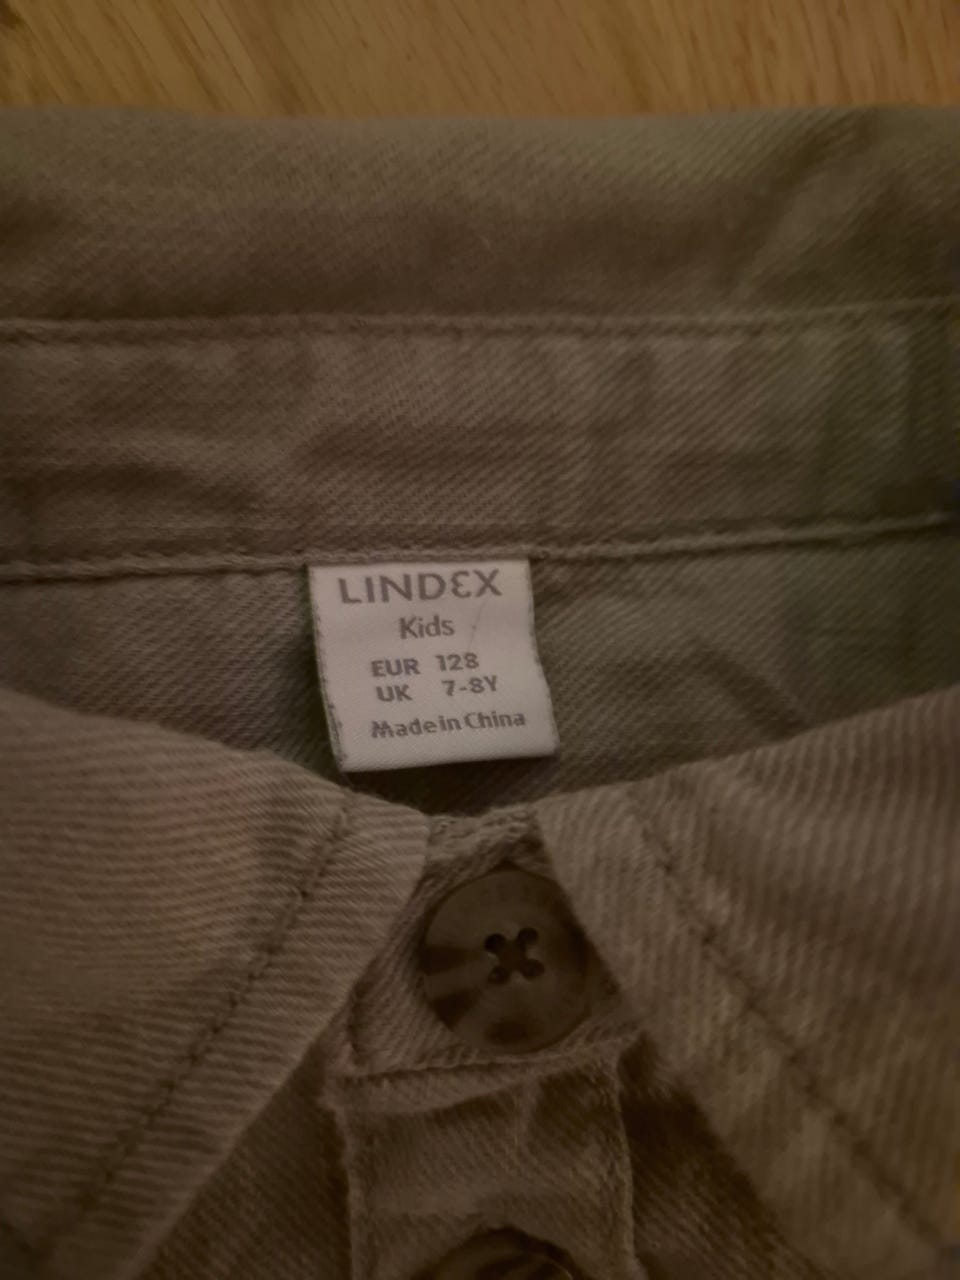 LINDEX
Kids
EUR 128
UK 7-8Y
Made in China